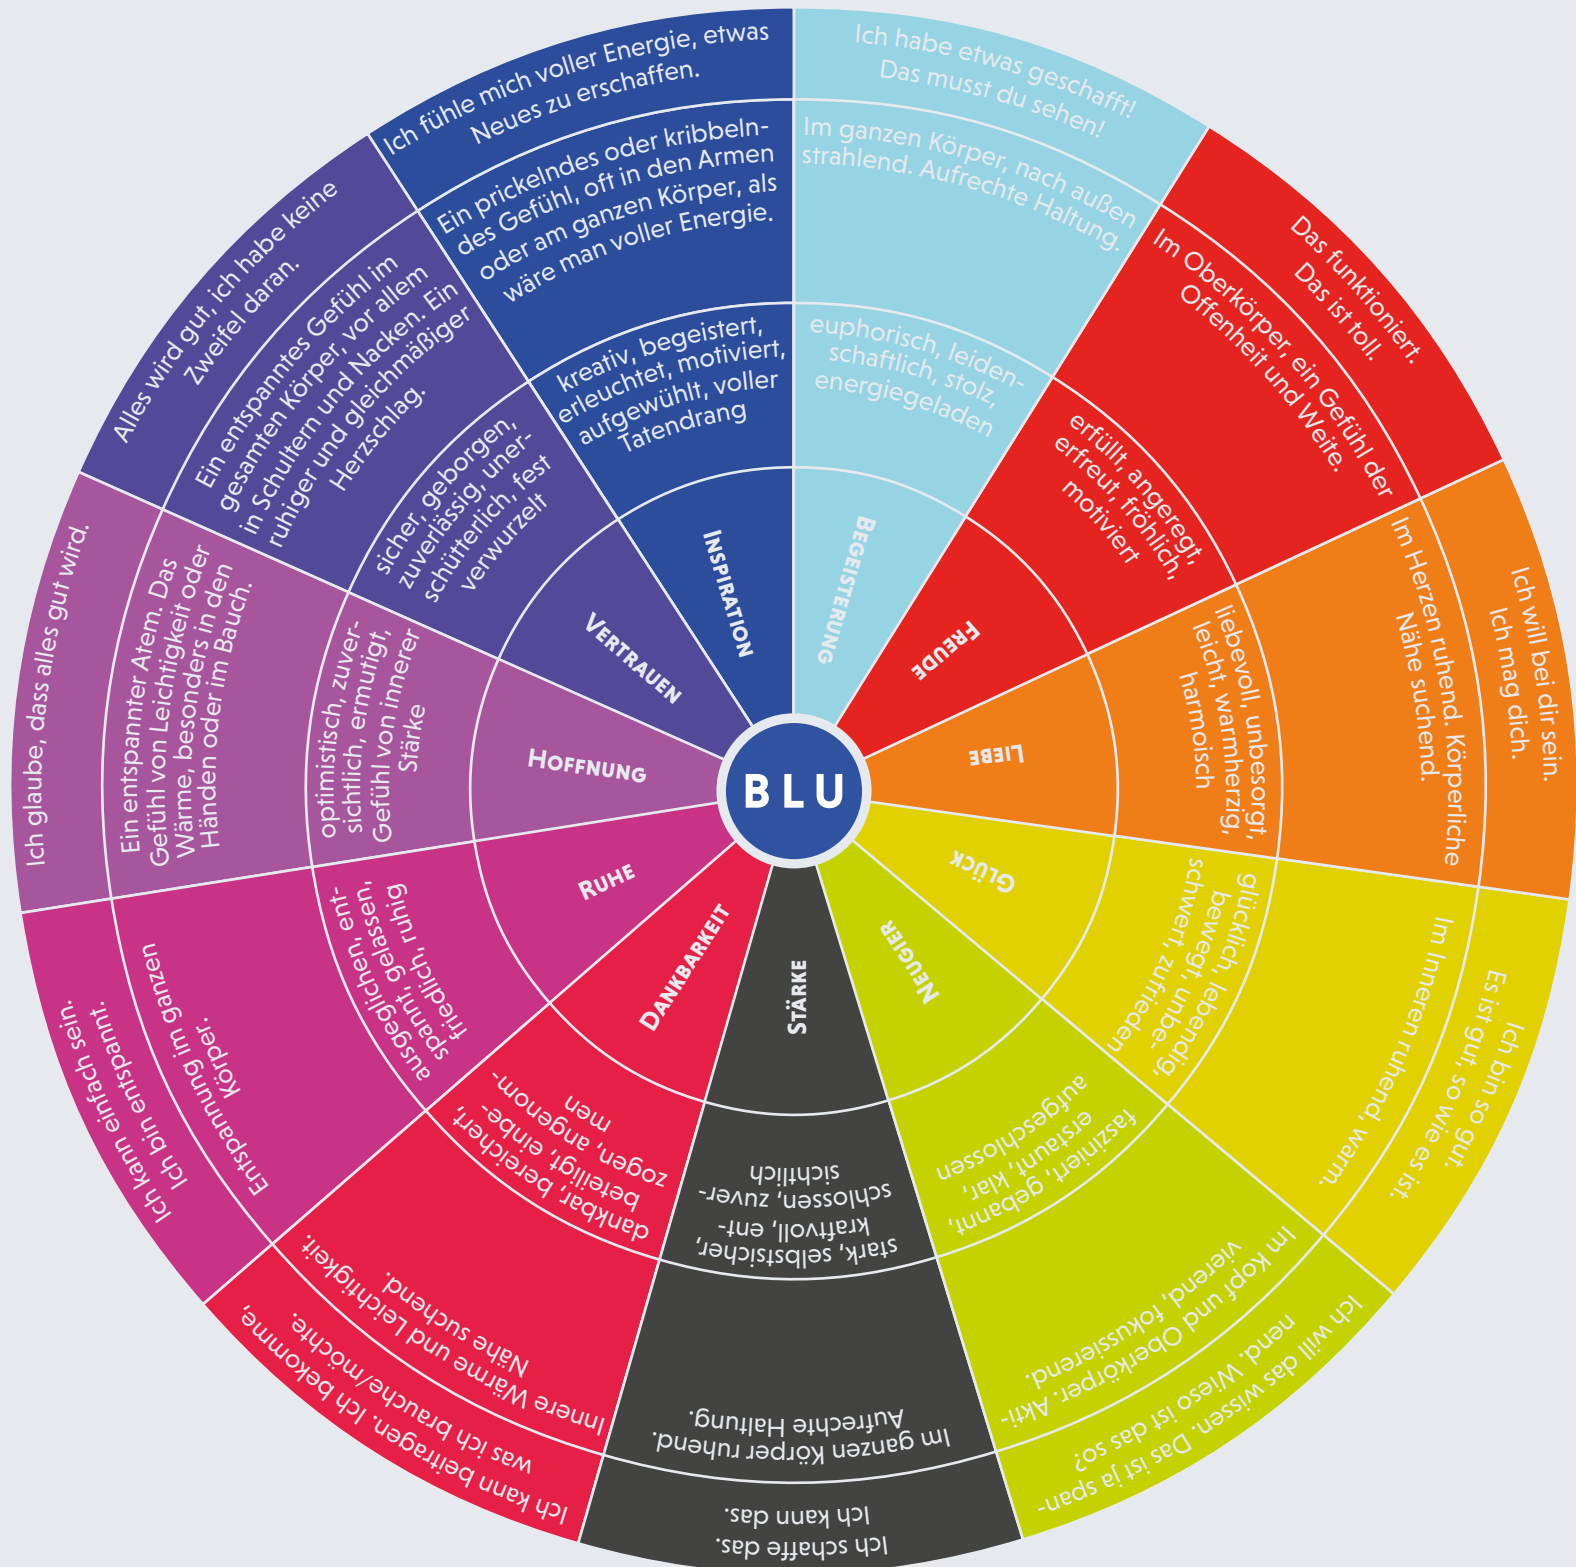 BLU
BEGEISTERUNG
euphorisch, leiden-
schaftlich, stolz,
energiegeladen
Im ganzen Körper, nach außen
strahlend. Aufrechte Haltung.
Ich habe etwas geschafft!
Das musst du sehen!
FREUDE
erfüllt, angeregt,
erfreut, fröhlich,
motiviert
Im Oberkörper, ein Gefühl der
Offenheit und Weite.
Das funktioniert.
Das ist toll.
LIEBE
liebevoll, unbesorgt,
leicht, warmherzig,
harmoisch
Im Herzen ruhend. Körperliche
Nähe suchend.
Ich will bei dir sein.
Ich mag dich.
GLÜCK
glücklich, lebendig,
bewegt, unbe-
schwert, zufrieden
Im Inneren ruhend, warm.
Ich bin so gut.
Es ist gut, so wie es ist.
NEUGIER
fasziniert, gebannt,
erstaunt, klar,
aufgeschlossen
Im Kopf und Oberkörper. Akti-
vierend, fokussierend.
Ich will das wissen. Das ist ja span-
nend. Wieso ist das so?
STÄRKE
stark, selbstsicher,
kraftvoll, ent-
schlossen, zuver-
sichtlich
Im ganzen Körper ruhend.
Aufrechte Haltung.
Ich schaffe das.
Ich kann das.
DANKBARKEIT
dankbar, bereichert,
beteiligt, einbe-
zogen, angenom-
men
Innere Wärme und Leichtigkeit.
Nähe suchend.
Ich kann beitragen. Ich bekomme,
was ich brauche/möchte.
RUHE
ausgeglichen, ent-
spannt, gelassen,
friedlich, ruhig
Entspannung im ganzen
Körper.
Ich kann einfach sein.
Ich bin entspannt.
HOFFNUNG
optimistisch, zuver-
sichtlich, ermutigt,
Gefühl von innerer
Stärke
Ein entspannter Atem. Das
Gefühl von Leichtigkeit oder
Wärme, besonders in den
Händen oder im Bauch.
Ich glaube, dass alles gut wird.
VERTRAUEN
sicher, geborgen,
zuverlässig, uner-
schütterlich, fest
verwurzelt
Ein entspanntes Gefühl im
gesamten Körper, vor allem
in Schultern und Nacken. Ein
ruhiger und gleichmäßiger
Herzschlag.
Alles wird gut, ich habe keine
Zweifel daran.
INSPIRATION
kreativ, begeistert,
erleuchtet, motiviert,
aufgewühlt, voller
Tatendrang
Ein prickelndes oder kribbeln-
des Gefühl, oft in den Armen
oder am ganzen Körper, als
wäre man voller Energie.
Ich fühle mich voller Energie, etwas
Neues zu erschaffen.